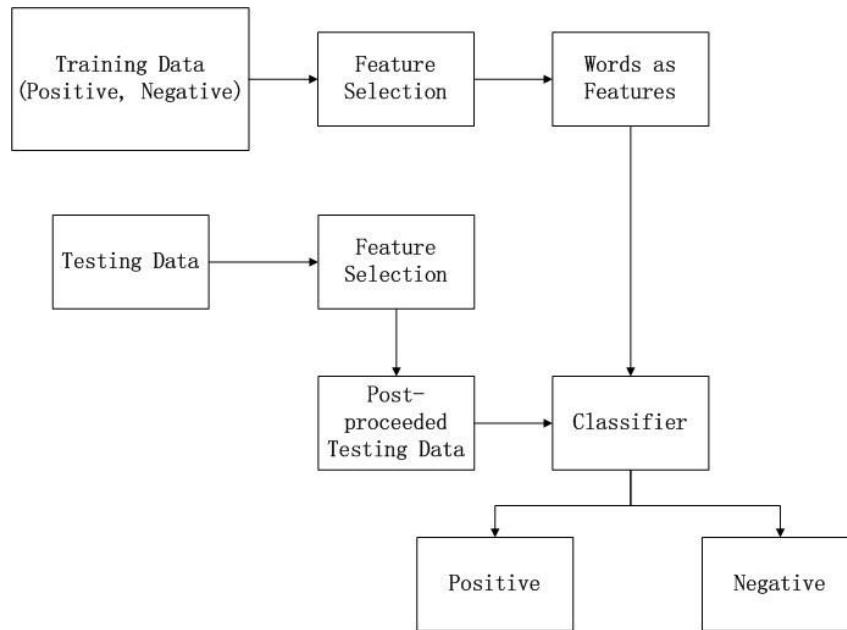 Training Data
(Positive, Negative)
Feature
Selection
Words as
Features
Testing Data
Feature
Selection
Post-
proceeded
Testing Data
Classifier
Positive
Negative